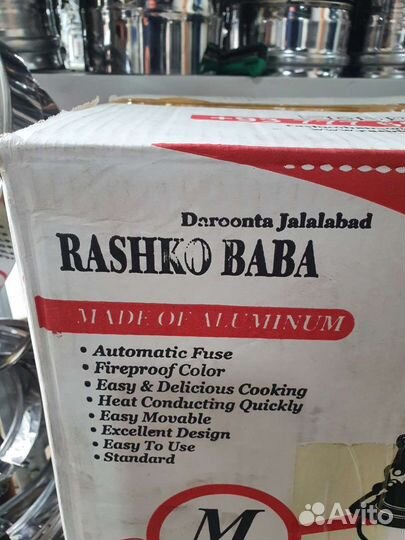 Daroonta Jalalabad
RASHKO BABA
MADE OF ALUMINUM
• Automatic Fuse
• Fireproof Color
• Easy & Delicious Cooking
• Heat Conducting Quickly
• Easy Movable
• Excellent Design
• Easy To Use
• Standard
M
Avito